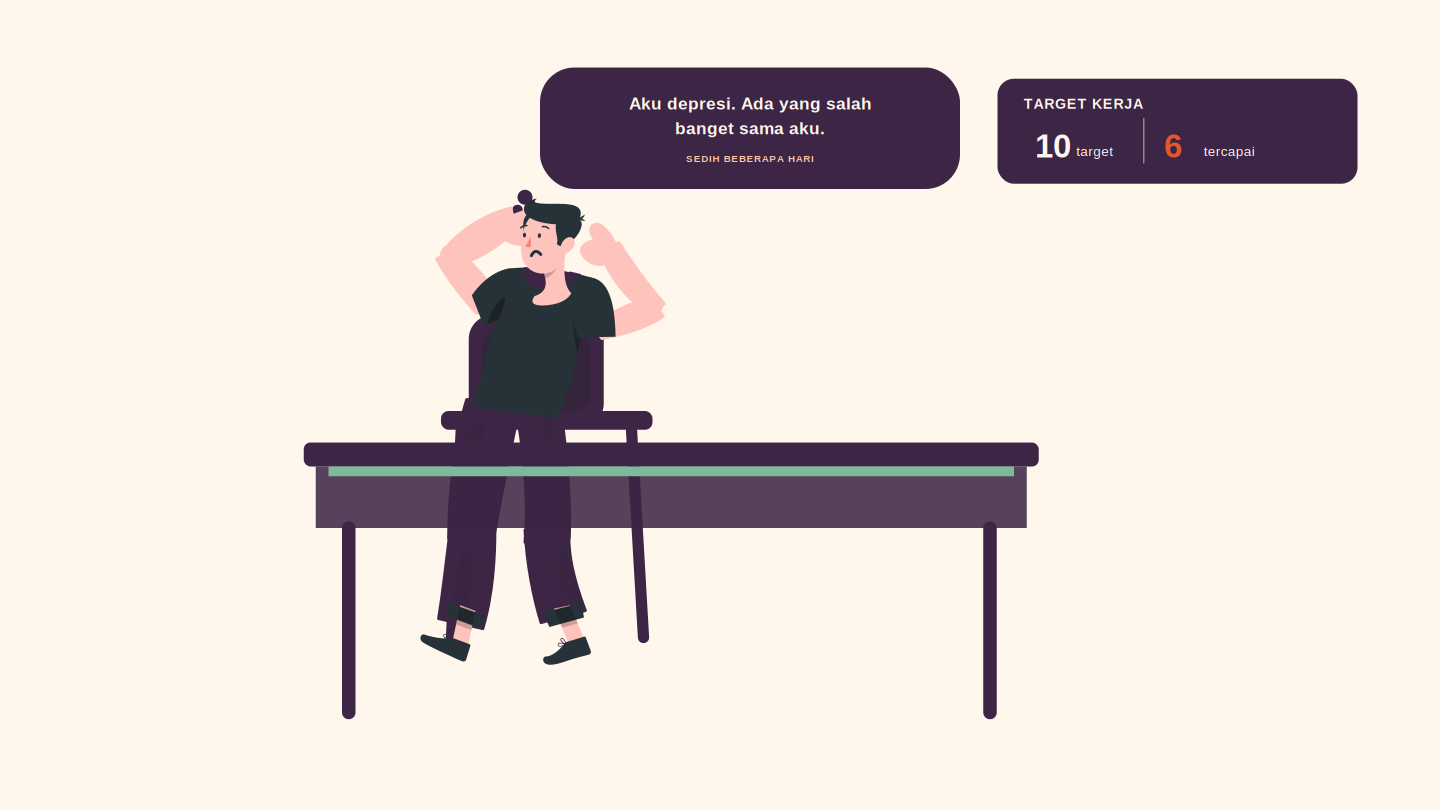 Aku depresi. Ada yang salah
banget sama aku.
SEDIH BEBERAPA HARI
TARGET KERJA
10 target
6 tercapai